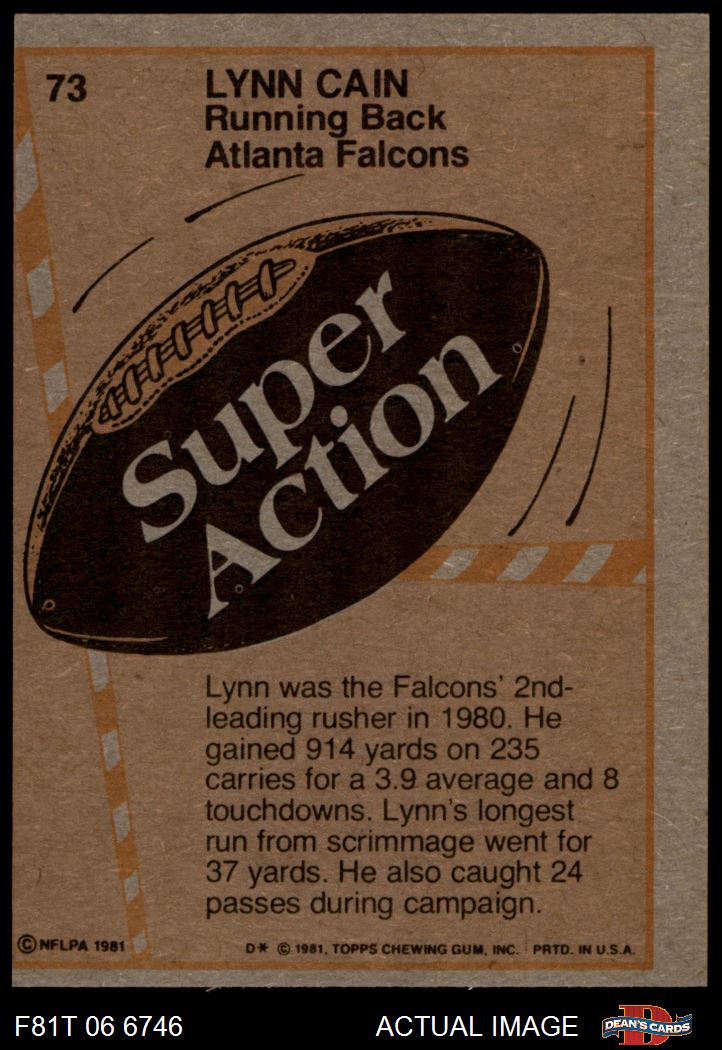 73
LYNN CAIN
Running Back
Atlanta Falcons
Super
Action
Lynn was the Falcons' 2nd-
leading rusher in 1980. He
gained 914 yards on 235
carries for a 3.9 average and 8
touchdowns. Lynn's longest
run from scrimmage went for
37 yards. He also caught 24
passes during campaign.
© NFLPA 1981
D* © 1981, TOPPS CHEWING GUM, INC. PRTD. IN U.S.A.
F81T 06 6746
ACTUAL IMAGE
D
DEAN'S CARDS